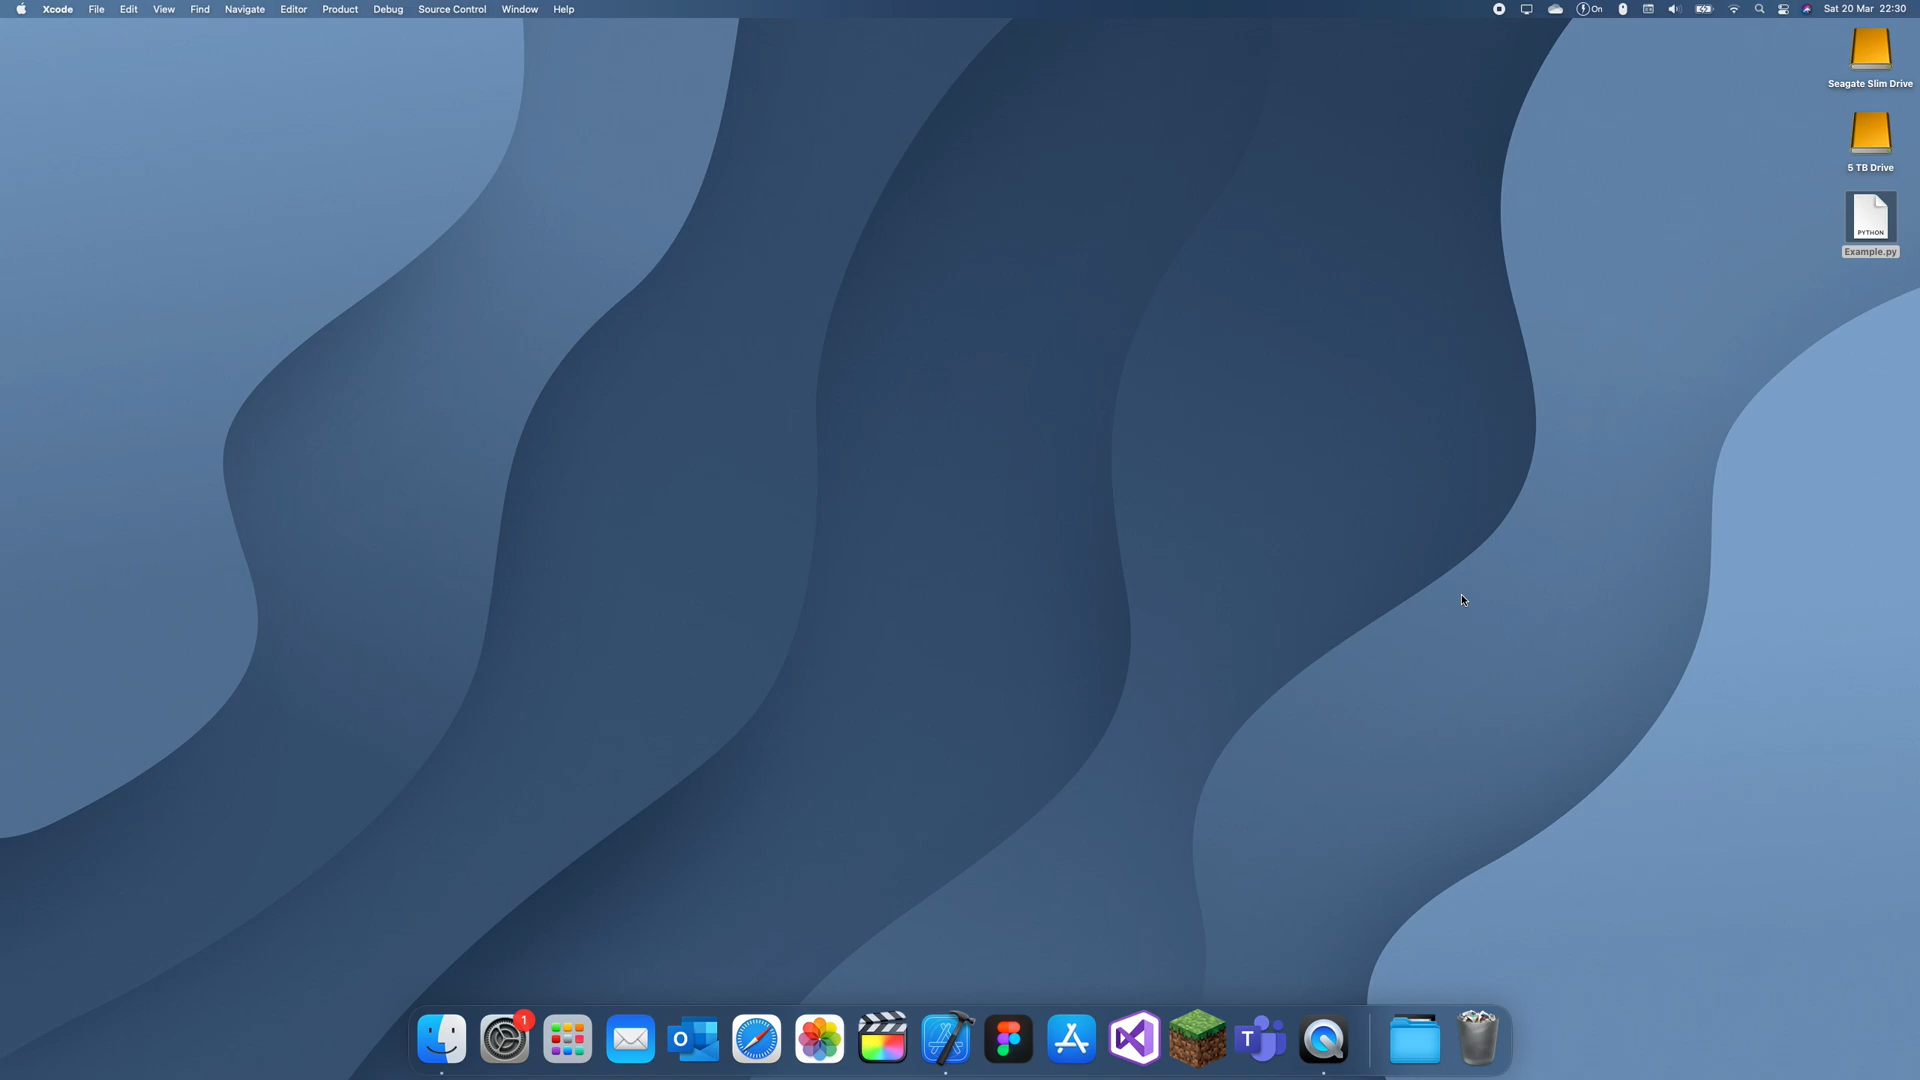 Xcode File Edit View Find Navigate Editor Product Debug Source Control Window Help On Sat 20 Mar 22:30
Seagate Slim Drive
5 TB Drive
PYTHON
Example.py
1